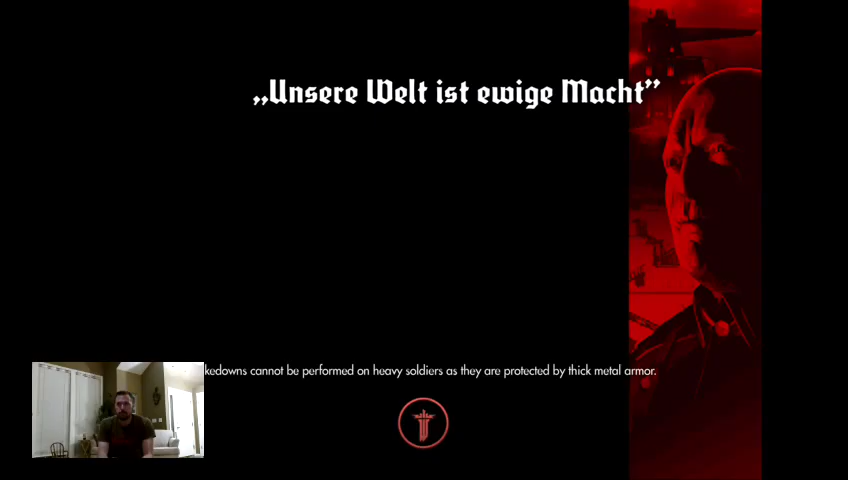 „Unsere Welt ist ewige Macht”
kedowns cannot be performed on heavy soldiers as they are protected by thick metal armor.